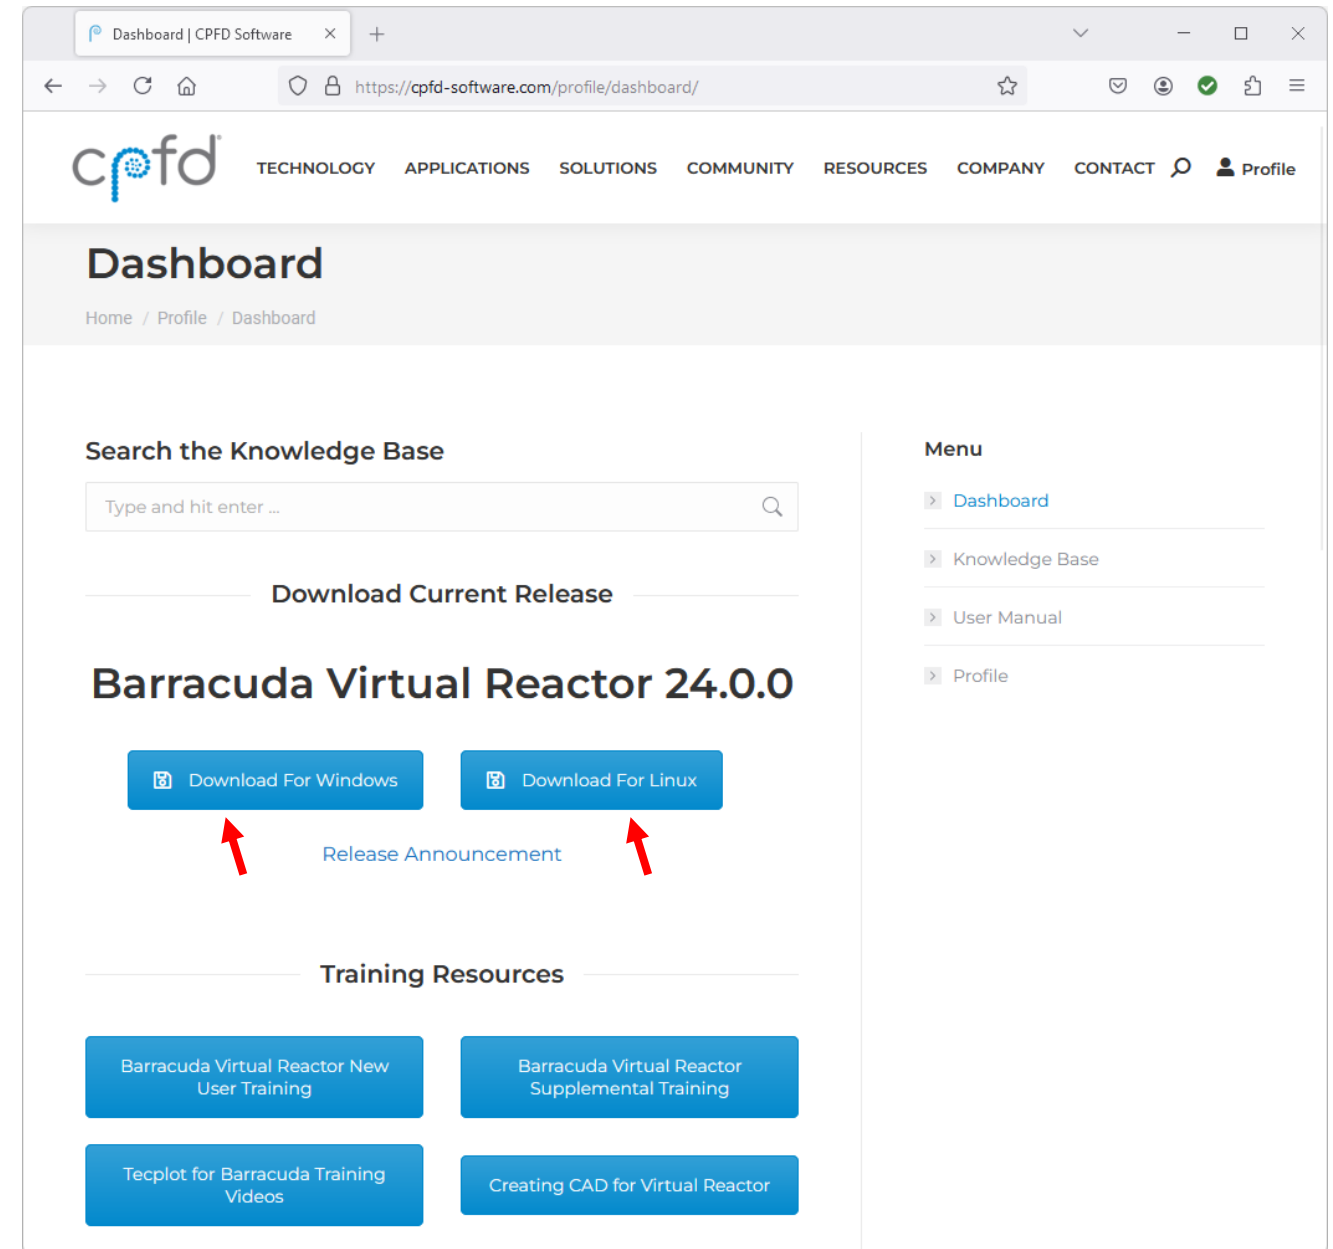 Dashboard | CPFD Software
https://cpfd-software.com/profile/dashboard/
cpfd
TECHNOLOGY APPLICATIONS SOLUTIONS COMMUNITY RESOURCES COMPANY CONTACT Profile
Dashboard
Home / Profile / Dashboard
Search the Knowledge Base
Type and hit enter ...
Download Current Release
Barracuda Virtual Reactor 24.0.0
Download For Windows
Download For Linux
Release Announcement
Training Resources
Barracuda Virtual Reactor New
User Training
Barracuda Virtual Reactor
Supplemental Training
Tecplot for Barracuda Training
Videos
Creating CAD for Virtual Reactor
Menu
Dashboard
Knowledge Base
User Manual
Profile